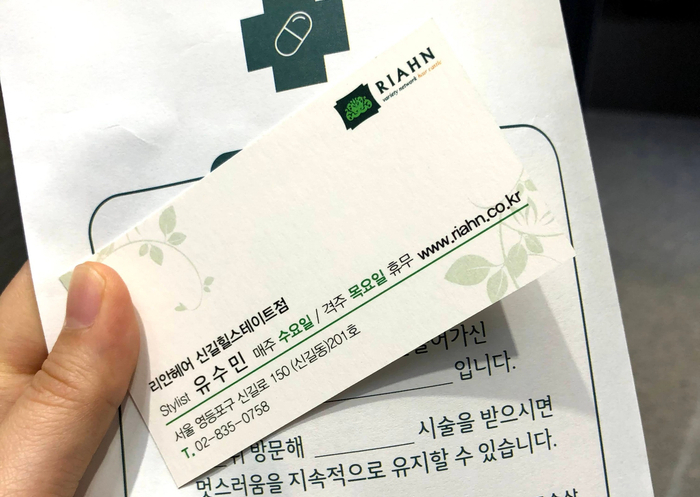 RIAHN
variety network hair r studio
www.riahn.co.kr
리안헤어 신길힐스테이트점
Stylist 유수민 매주 수요일 / 격주 목요일 휴무
서울 영등포구 신길로 150 (신길동)201호
T. 02-835-0758
입니다.
방문해 시술을 받으시면
멋스러움을 지속적으로 유지할 수 있습니다.